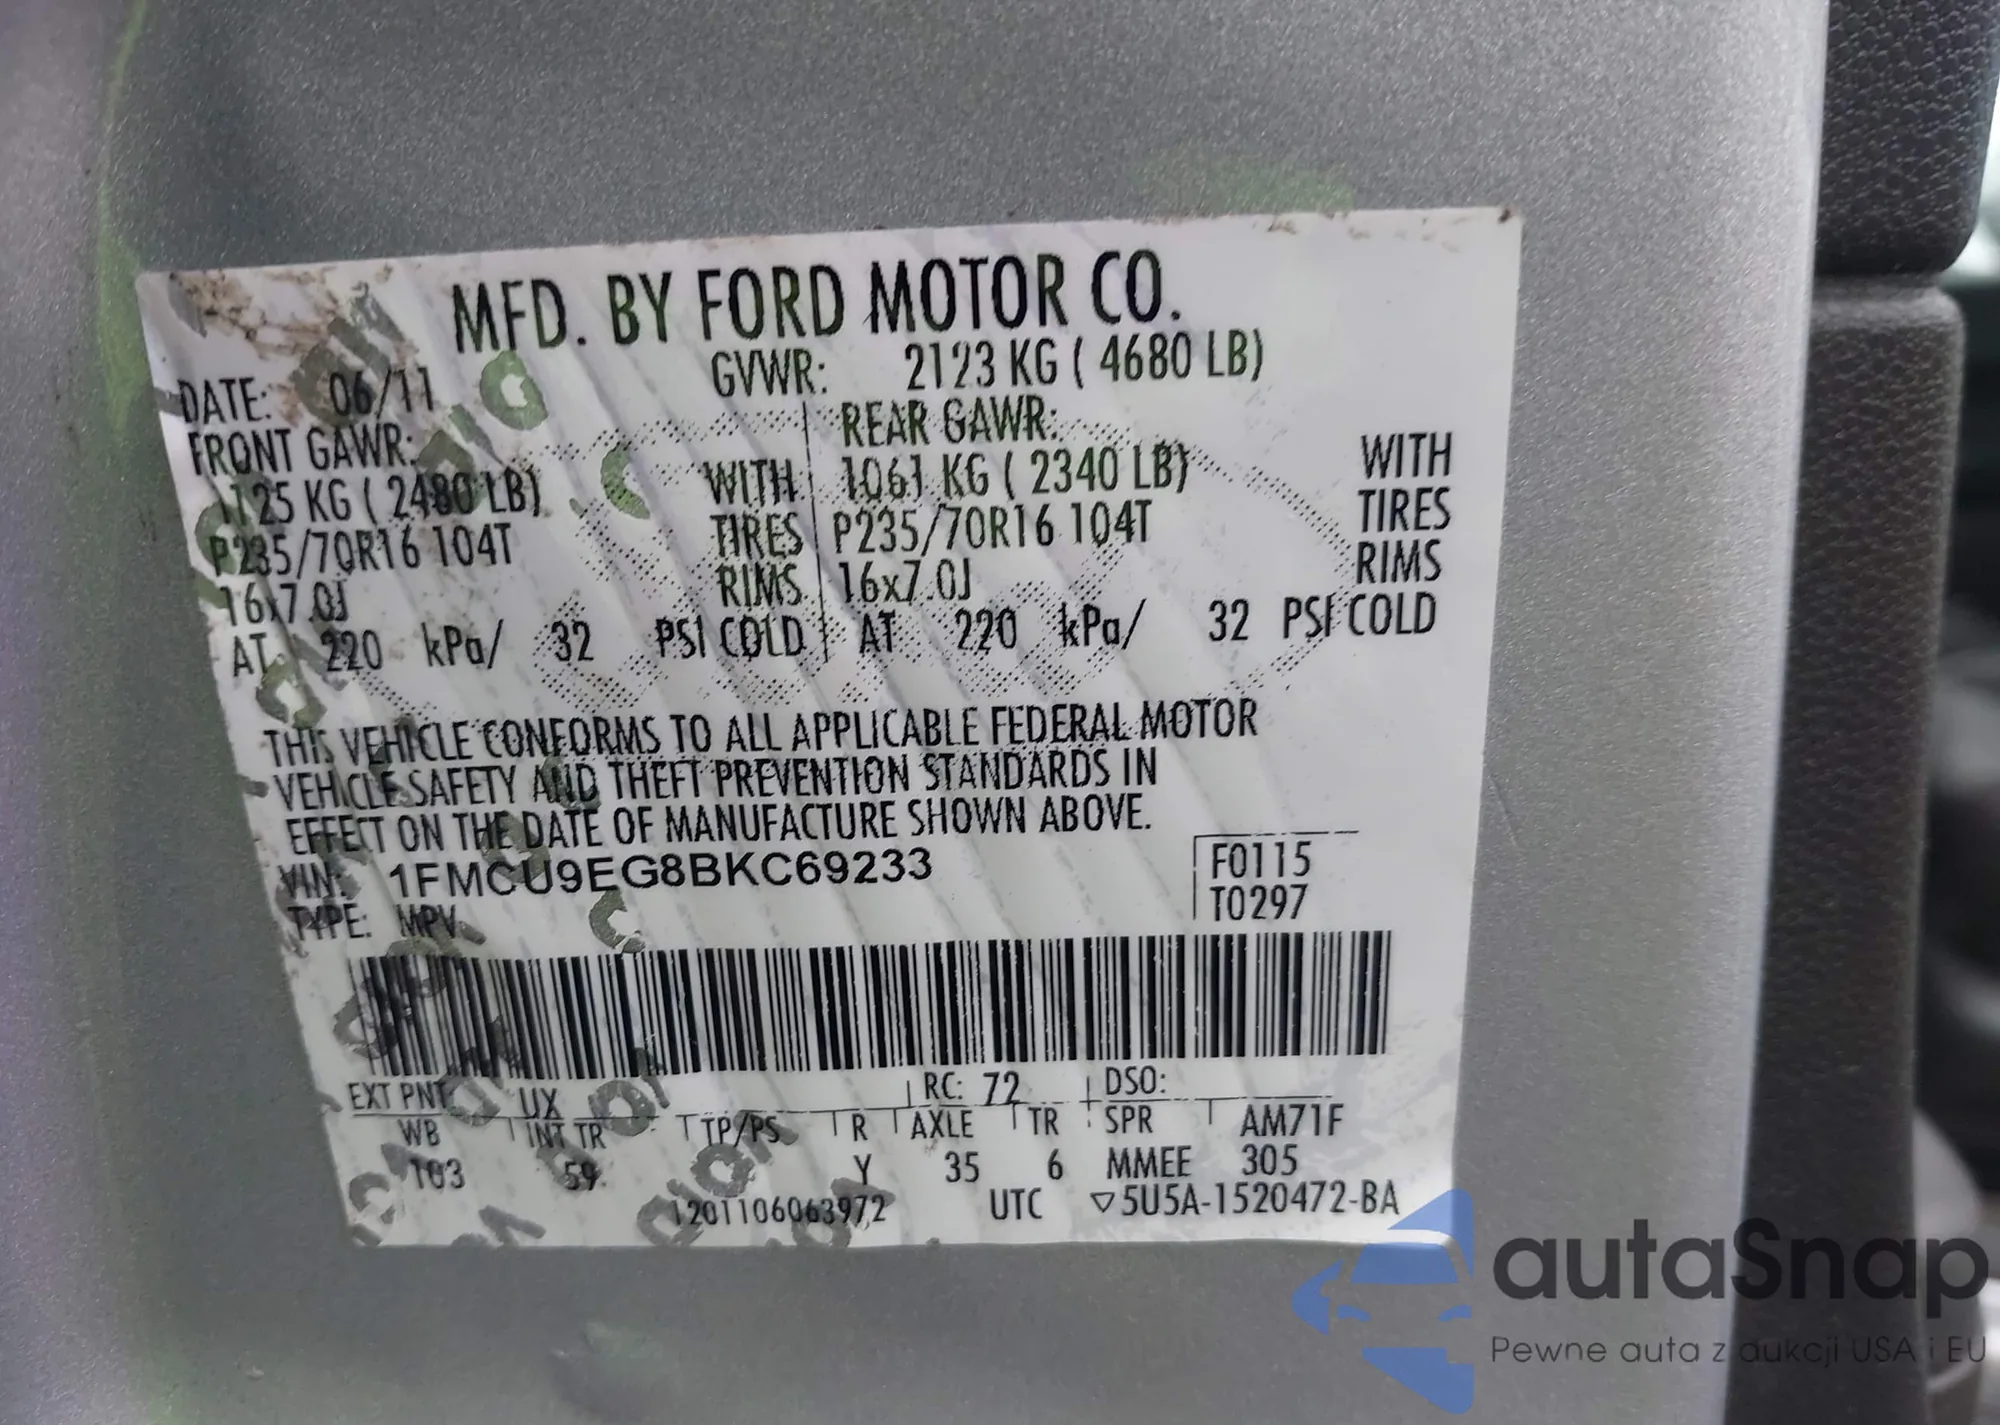 MFD. BY FORD MOTOR CO.
DATE: 06/11 GVWR: 2123 KG ( 4680 LB)
FRONT GAWR: REAR GAWR:
1125 KG ( 2480 LB) WITH 1061 KG ( 2340 LB) WITH
P235/70R16 104T TIRES P235/70R16 104T TIRES
16x7.0J RIMS 16x7.0J RIMS
AT 220 kPa/ 32 PSI COLD AT 220 kPa/ 32 PSI COLD
THIS VEHICLE CONFORMS TO ALL APPLICABLE FEDERAL MOTOR
VEHICLE SAFETY AND THEFT PREVENTION STANDARDS IN
EFFECT ON THE DATE OF MANUFACTURE SHOWN ABOVE.
VIN: 1FMCU9EG8BKC69233 F0115
TYPE: MPV T0297
EXT PNT UX RC: 72 DSO:
WB INT TR TP/PS R AXLE TR SPR AM71F
103 59 Y 35 6 MMEE 305
1201106063972 UTC ▽5U5A-1520472-BA
autaSnap
Pewne auta z aukcji USA i EU